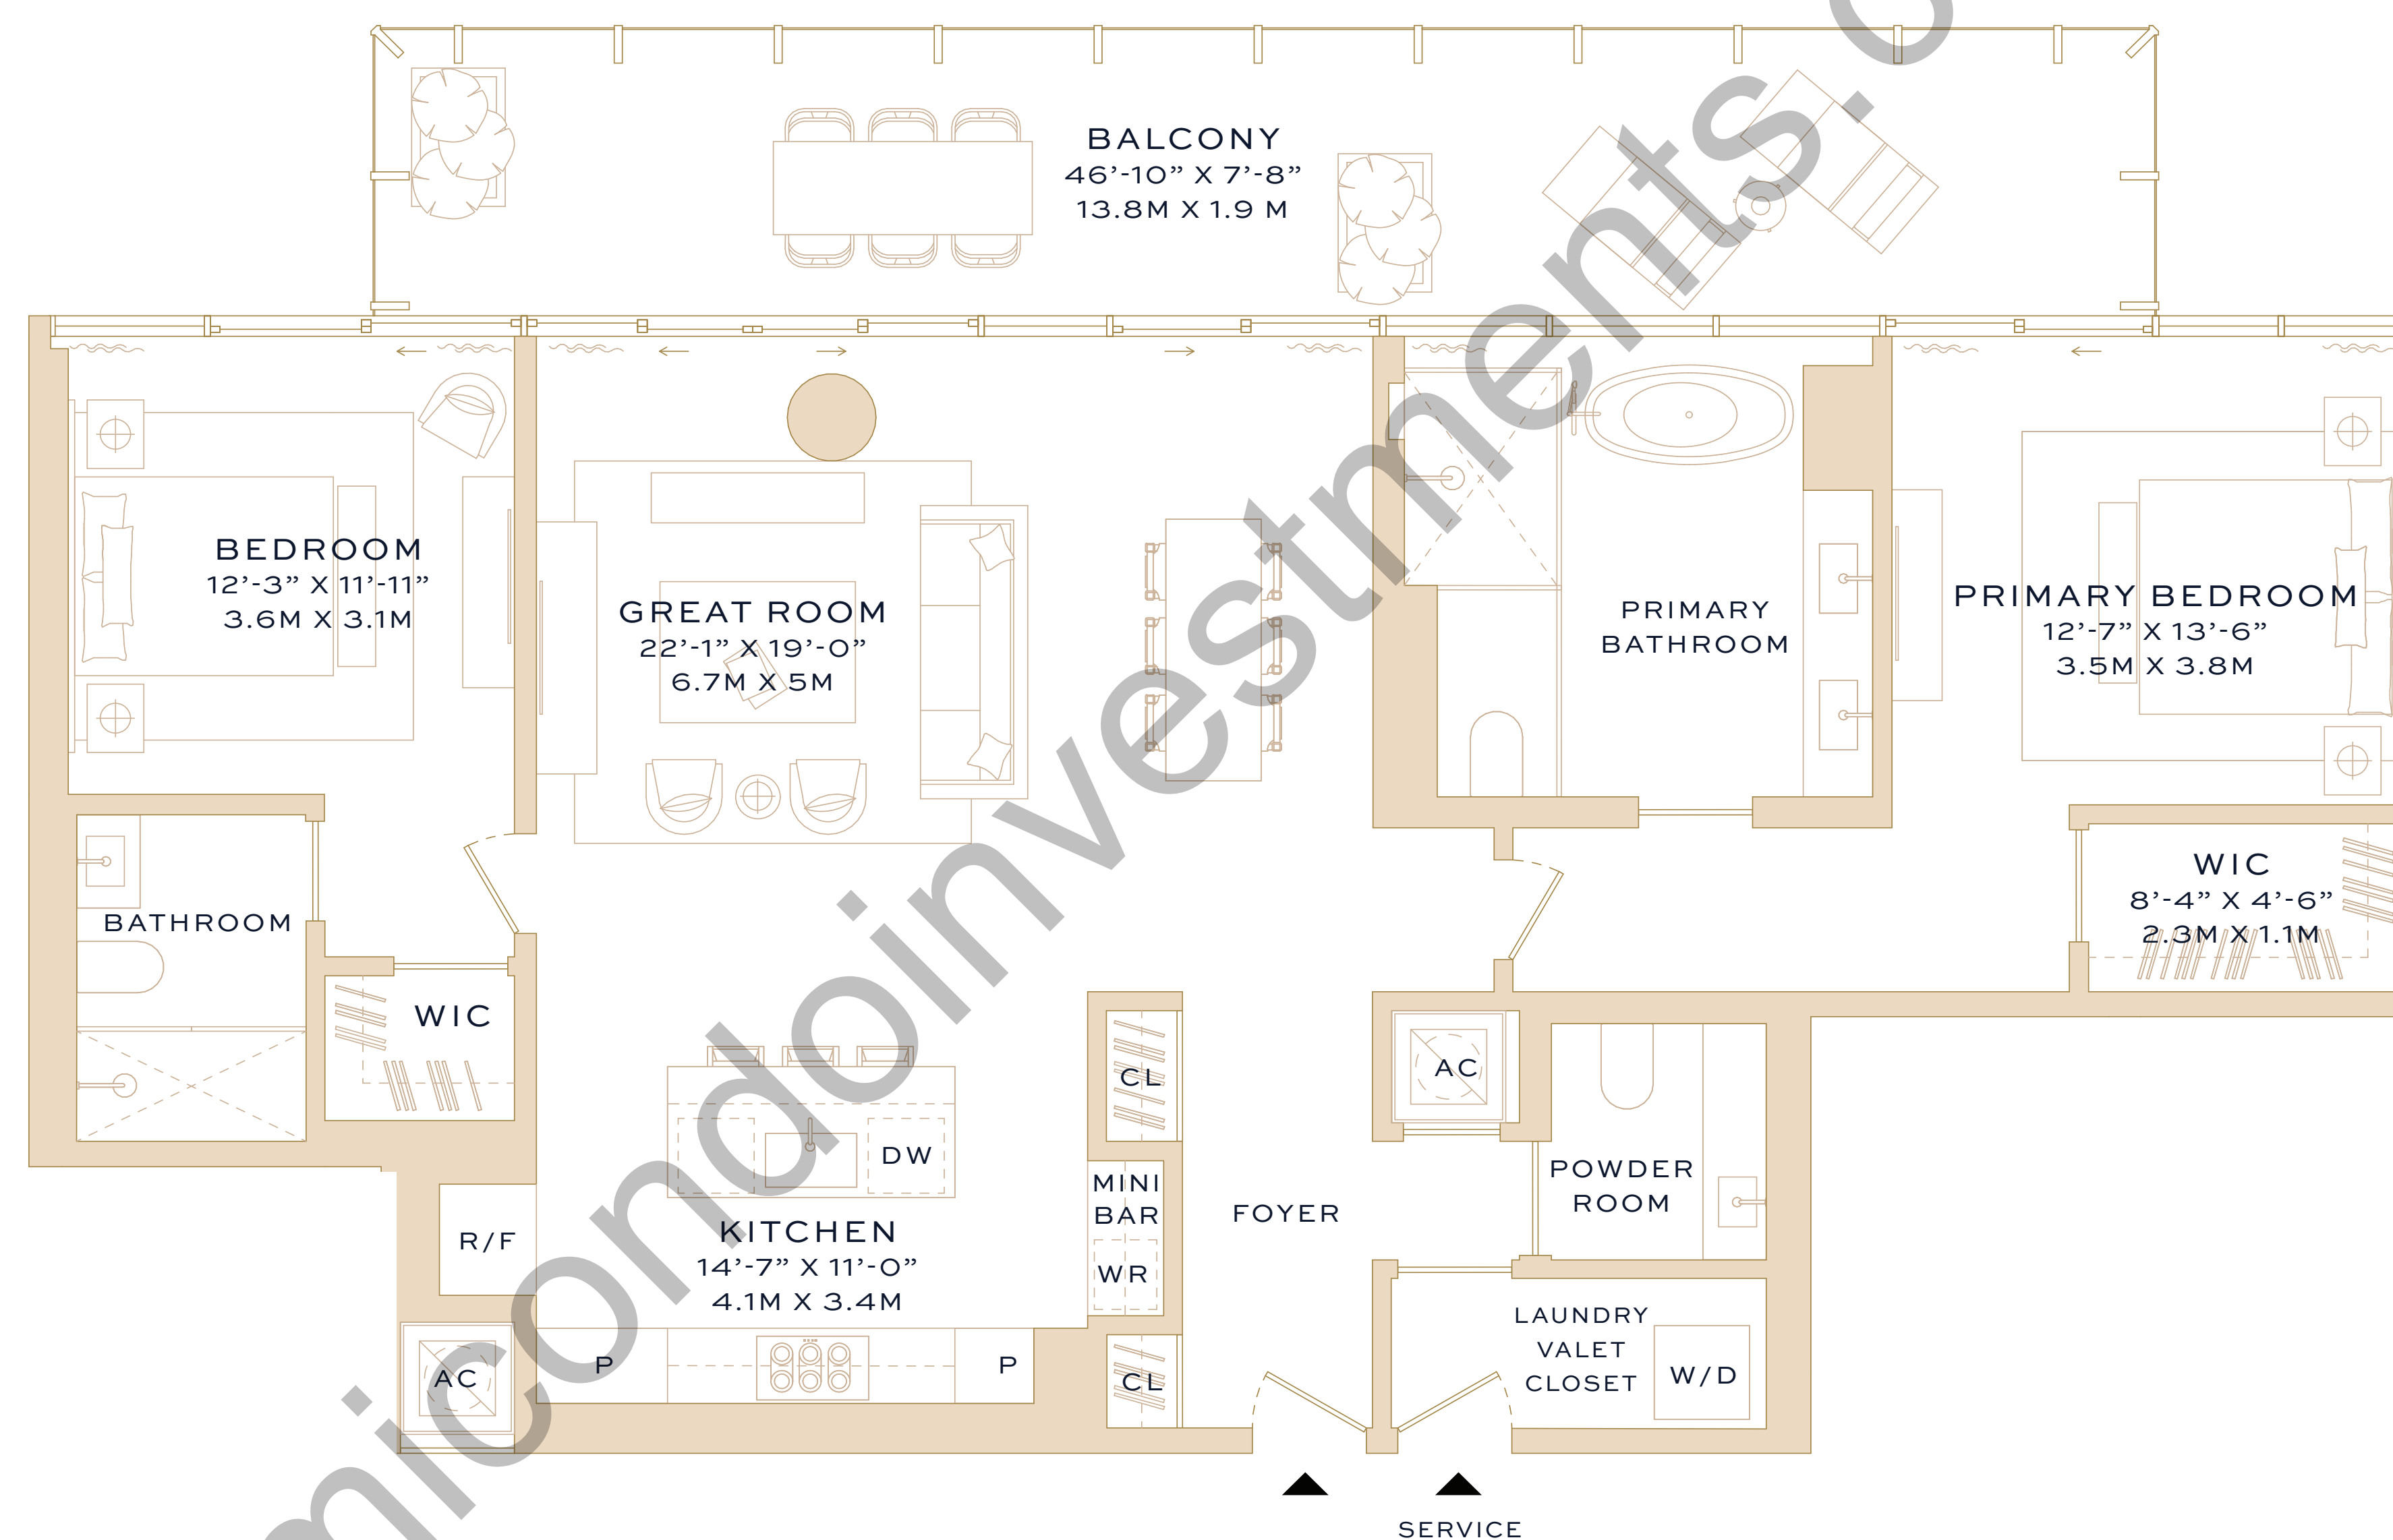 BALCONY
46’-10” X 7’-8”
13.8M X 1.9 M
BEDROOM
12’-3” X 11’-11”
3.6M X 3.1M
GREAT ROOM
22’-1” X 19’-0”
6.7M X 5M
PRIMARY
BATHROOM
PRIMARY BEDROOM
12’-7” X 13’-6”
3.5M X 3.8M
BATHROOM
WIC
WIC
8’-4” X 4’-6”
2.3M X 1.1M
CL
AC
DW
MINI
BAR
WR
FOYER
POWDER
ROOM
R/F
KITCHEN
14’-7” X 11’-0”
4.1M X 3.4M
AC
P
P
CL
LAUNDRY
VALET
CLOSET
W/D
SERVICE
micondoinvestments.c